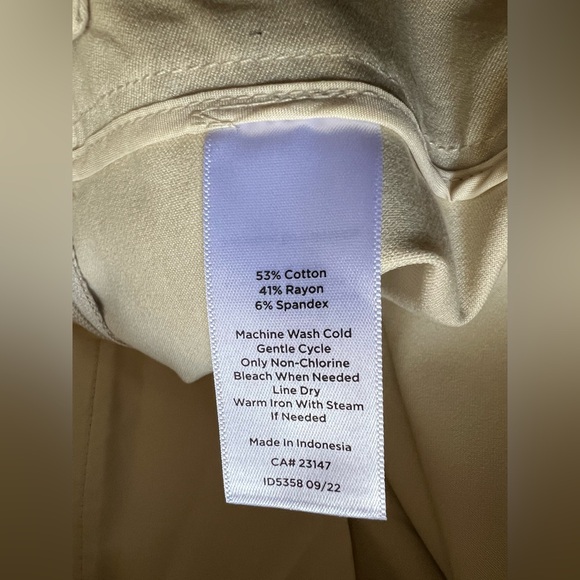 53% Cotton
41% Rayon
6% Spandex
Machine Wash Cold
Gentle Cycle
Only Non-Chlorine
Bleach When Needed
Line Dry
Warm Iron With Steam
If Needed
Made In Indonesia
CA# 23147
ID5358 09/22